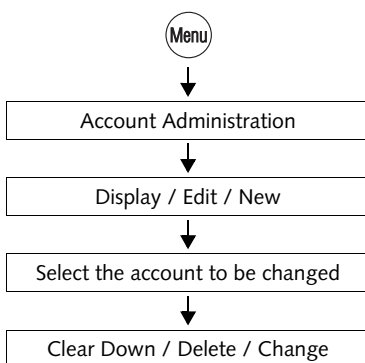 Menu
Account Administration
Display / Edit / New
Select the account to be changed
Clear Down / Delete / Change